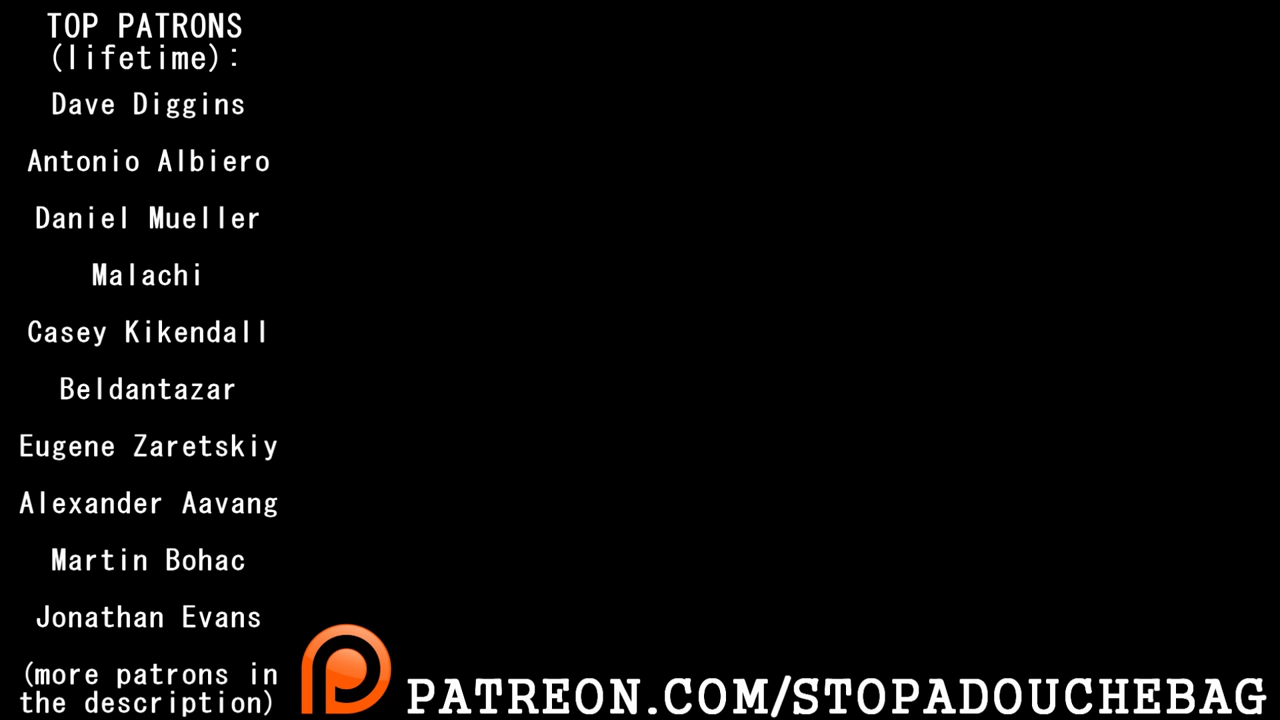 TOP PATRONS
(lifetime):
Dave Diggins
Antonio Albiero
Daniel Mueller
Malachi
Casey Kikendall
Beldantazar
Eugene Zaretskiy
Alexander Aavang
Martin Bohac
Jonathan Evans
(more patrons in
the description)
PATREON.COM/STOPADOUCHEBAG